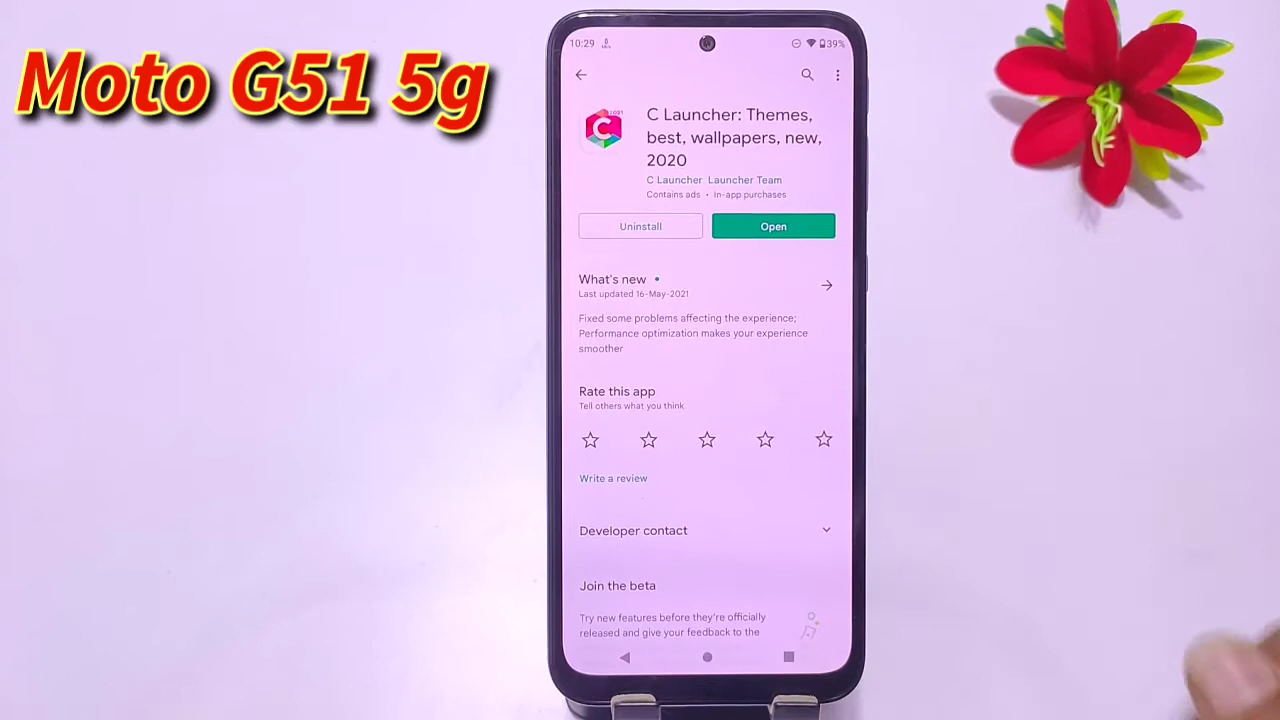 Moto G51 5g
10:29
39%
C Launcher: Themes,
best, wallpapers, new,
2020
C Launcher Launcher Team
Contains ads • In-app purchases
Uninstall
Open
What's new •
Last updated 16-May-2021
Fixed some problems affecting the experience;
Performance optimization makes your experience
smoother
Rate this app
Tell others what you think
Write a review
Developer contact
Join the beta
Try new features before they're officially
released and give your feedback to the